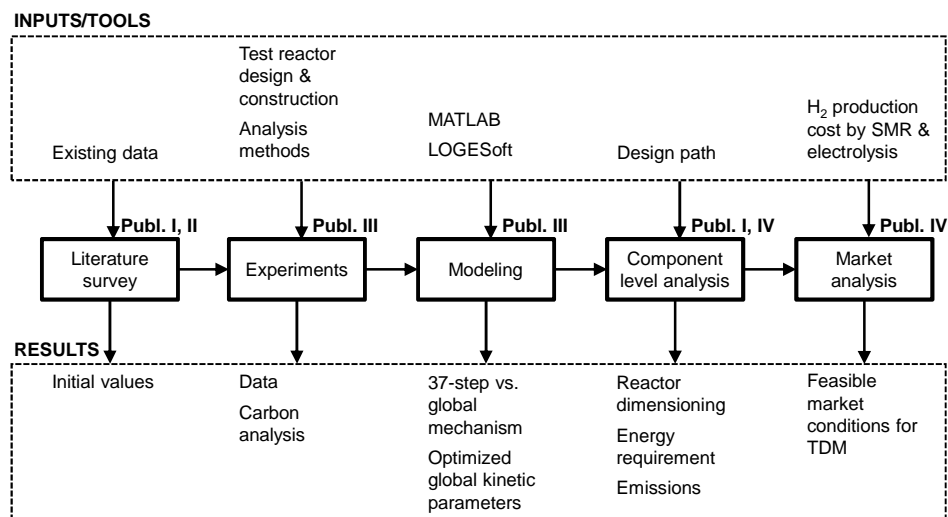 INPUTS/TOOLS
Existing data
Test reactor
design &
construction
Analysis
methods
MATLAB
LOGESoft
Design path
H₂ production
cost by SMR &
electrolysis
Publ. I, II
Literature
survey
Publ. III
Experiments
Publ. III
Modeling
Publ. I, IV
Component
level analysis
Publ. IV
Market
analysis
RESULTS
Initial values
Data
Carbon
analysis
37-step vs.
global
mechanism
Optimized
global kinetic
parameters
Reactor
dimensioning
Energy
requirement
Emissions
Feasible
market
conditions for
TDM